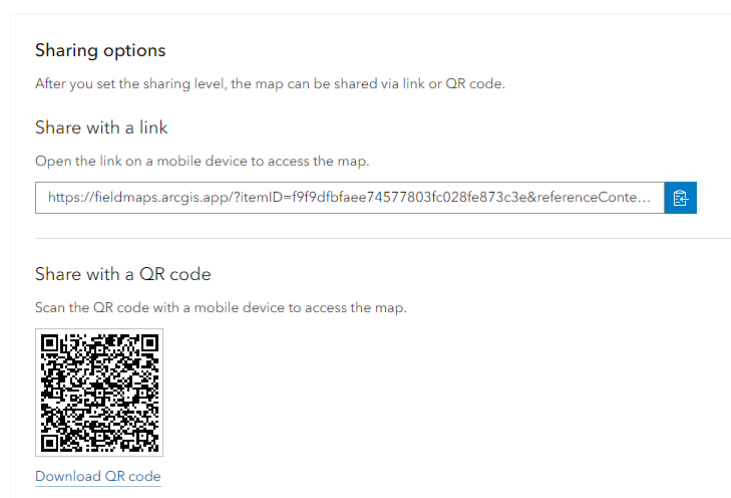 Sharing options
After you set the sharing level, the map can be shared via link or QR code.
Share with a link
Open the link on a mobile device to access the map.
https://fieldmaps.arcgis.app/?itemID=f9f9dfbfaee74577803fc028fe873c3e&referenceConte...
Share with a QR code
Scan the QR code with a mobile device to access the map.
Download QR code